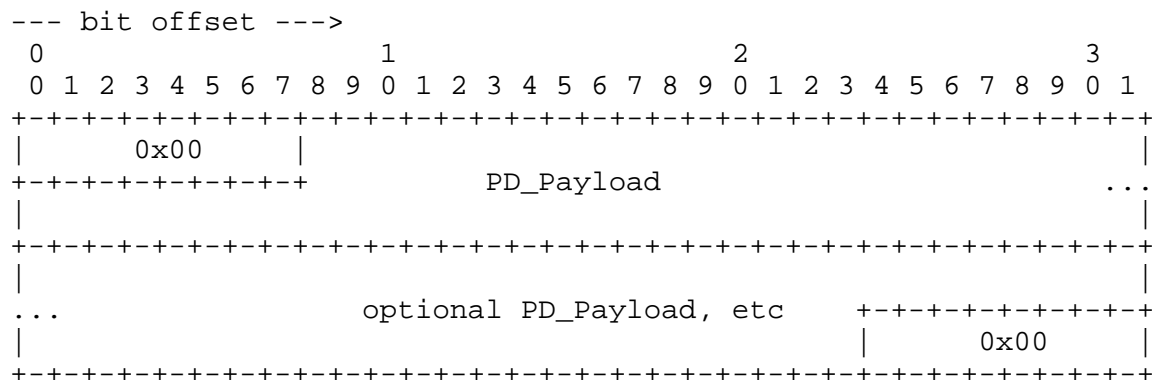 --- bit offset --->
 0                   1                   2                   3
 0 1 2 3 4 5 6 7 8 9 0 1 2 3 4 5 6 7 8 9 0 1 2 3 4 5 6 7 8 9 0 1
+-+-+-+-+-+-+-+-+-+-+-+-+-+-+-+-+-+-+-+-+-+-+-+-+-+-+-+-+-+-+-+-+
|      0x00     |                                               |
+-+-+-+-+-+-+-+-+          PD_Payload                         ...
|                                                               |
+-+-+-+-+-+-+-+-+-+-+-+-+-+-+-+-+-+-+-+-+-+-+-+-+-+-+-+-+-+-+-+-+
|                                                               |
...                 optional PD_Payload, etc    +-+-+-+-+-+-+-+-+
|                                               |      0x00     |
+-+-+-+-+-+-+-+-+-+-+-+-+-+-+-+-+-+-+-+-+-+-+-+-+-+-+-+-+-+-+-+-+